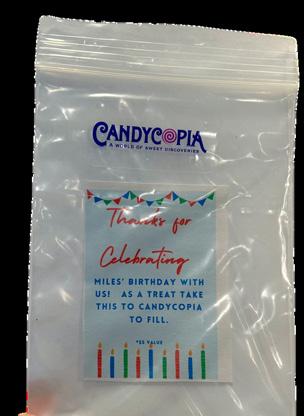 CANDYCOPIA
A WORLD OF SWEET DISCOVERIES
Thanks for
Celebrating
MILES' BIRTHDAY WITH
US! AS A TREAT TAKE
THIS TO CANDYCOPIA
TO FILL.
*$5 VALUE